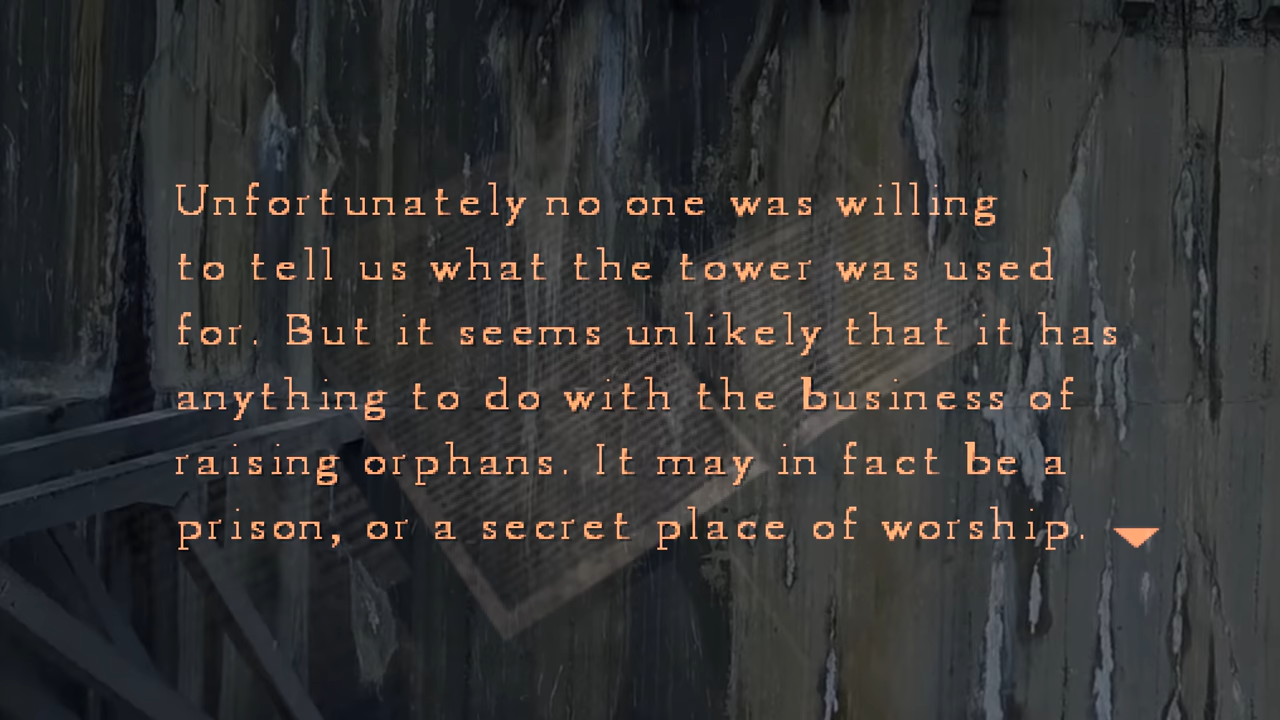 Unfortunately no one was willing
to tell us what the tower was used
for. But it seems unlikely that it has
anything to do with the business of
raising orphans. It may in fact be a
prison, or a secret place of worship.